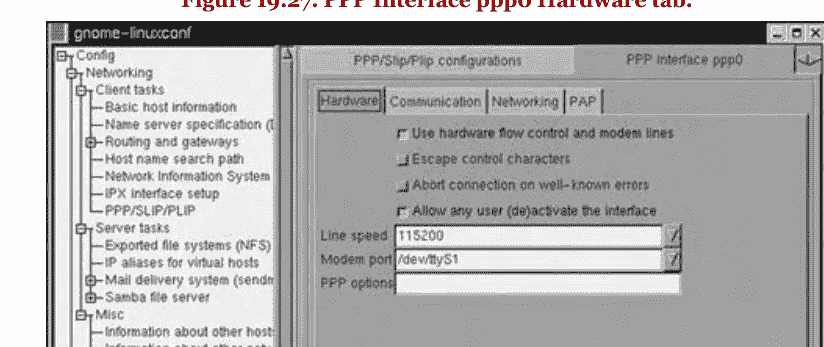 Figure 19.27. PPP Interface ppp0 Hardware tab.
gnome-linuxconf
Config
Networking
Client tasks
Basic host information
Name server specification (D
Routing and gateways
Host name search path
Network Information System
IPX interface setup
PPP/SLIP/PLIP
Server tasks
Exported file systems (NFS)
IP aliases for virtual hosts
Mail delivery system (sendm
Samba file server
Misc
Information about other host
PPP/Slip/Plip configurations
PPP Interface ppp0
Hardware Communication Networking PAP
Use hardware flow control and modem lines
Escape control characters
Abort connection on well-known errors
Allow any user (de)activate the interface
Line speed 115200
Modem port /dev/ttyS1
PPP options